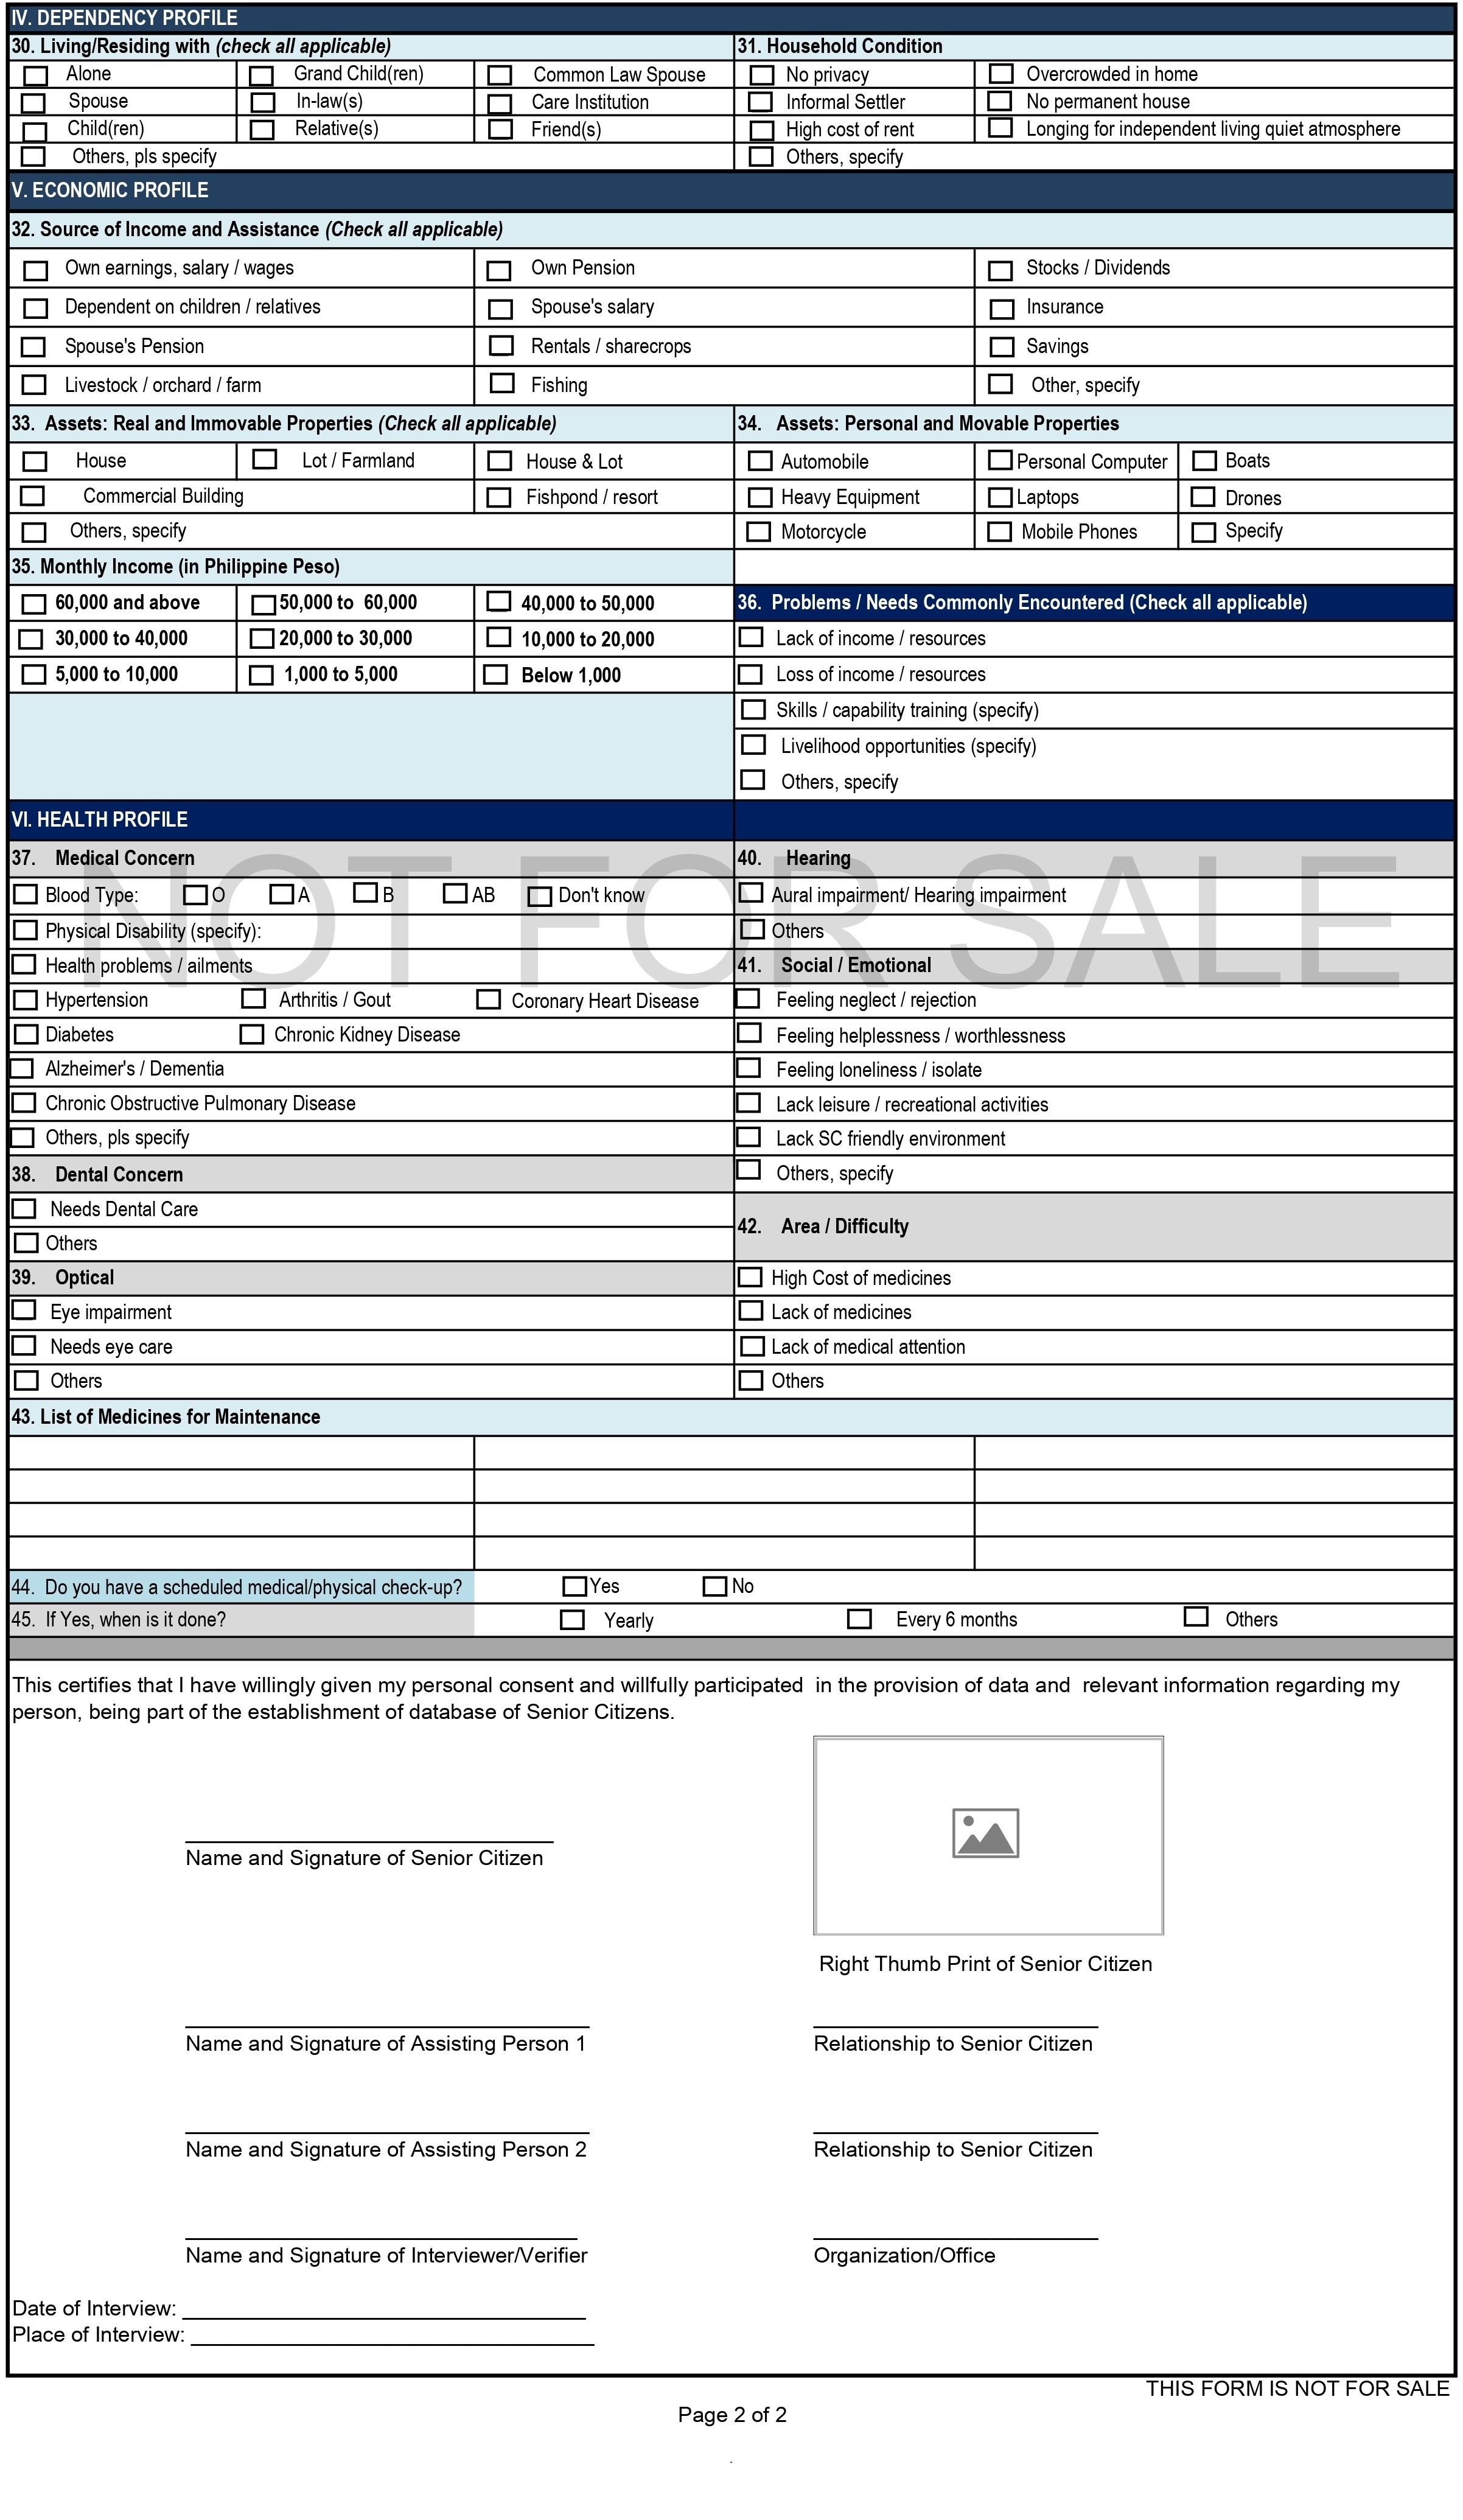 IV. DEPENDENCY PROFILE
30. Living/Residing with (check all applicable)
Alone Grand Child(ren) Common Law Spouse
Spouse In-law(s) Care Institution
Child(ren) Relative(s) Friend(s)
Others, pls specify
31. Household Condition
No privacy Overcrowded in home
Informal Settler No permanent house
High cost of rent Longing for independent living quiet atmosphere
Others, specify
V. ECONOMIC PROFILE
32. Source of Income and Assistance (Check all applicable)
Own earnings, salary / wages Own Pension Stocks / Dividends
Dependent on children / relatives Spouse's salary Insurance
Spouse's Pension Rentals / sharecrops Savings
Livestock / orchard / farm Fishing Other, specify
33. Assets: Real and Immovable Properties (Check all applicable)
House Lot / Farmland House & Lot
Commercial Building Fishpond / resort
Others, specify
34. Assets: Personal and Movable Properties
Automobile Personal Computer Boats
Heavy Equipment Laptops Drones
Motorcycle Mobile Phones Specify
35. Monthly Income (in Philippine Peso)
60,000 and above 50,000 to 60,000 40,000 to 50,000
30,000 to 40,000 20,000 to 30,000 10,000 to 20,000
5,000 to 10,000 1,000 to 5,000 Below 1,000
36. Problems / Needs Commonly Encountered (Check all applicable)
Lack of income / resources
Loss of income / resources
Skills / capability training (specify)
Livelihood opportunities (specify)
Others, specify
VI. HEALTH PROFILE
NOT FOR SALE
37. Medical Concern
Blood Type: O A B AB Don't know
Physical Disability (specify):
Health problems / ailments
Hypertension Arthritis / Gout Coronary Heart Disease
Diabetes Chronic Kidney Disease
Alzheimer's / Dementia
Chronic Obstructive Pulmonary Disease
Others, pls specify
38. Dental Concern
Needs Dental Care
Others
39. Optical
Eye impairment
Needs eye care
Others
40. Hearing
Aural impairment/ Hearing impairment
Others
41. Social / Emotional
Feeling neglect / rejection
Feeling helplessness / worthlessness
Feeling loneliness / isolate
Lack leisure / recreational activities
Lack SC friendly environment
Others, specify
42. Area / Difficulty
High Cost of medicines
Lack of medicines
Lack of medical attention
Others
43. List of Medicines for Maintenance
44. Do you have a scheduled medical/physical check-up? Yes No
45. If Yes, when is it done? Yearly Every 6 months Others
This certifies that I have willingly given my personal consent and willfully participated in the provision of data and relevant information regarding my
person, being part of the establishment of database of Senior Citizens.
Name and Signature of Senior Citizen
Right Thumb Print of Senior Citizen
Name and Signature of Assisting Person 1 Relationship to Senior Citizen
Name and Signature of Assisting Person 2 Relationship to Senior Citizen
Name and Signature of Interviewer/Verifier Organization/Office
Date of Interview:
Place of Interview:
THIS FORM IS NOT FOR SALE
Page 2 of 2
.